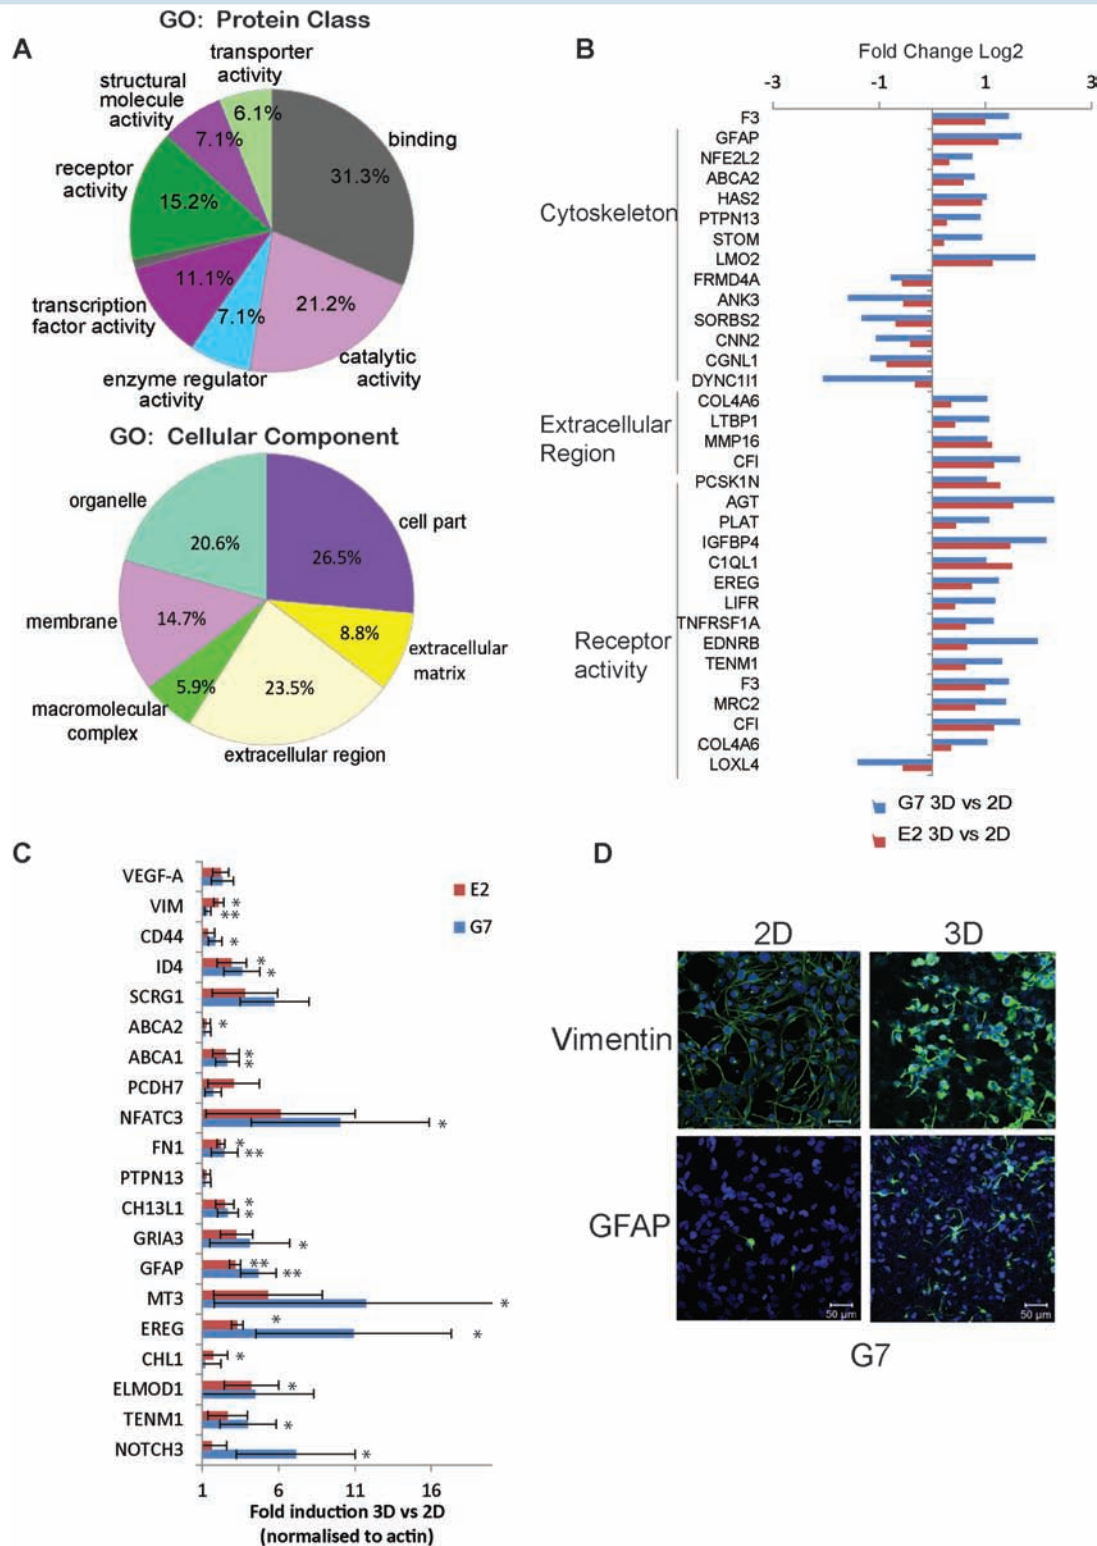 GO: Protein Class
A
transporter
activity
6.1%
structural
molecule
activity
7.1%
binding
31.3%
receptor
activity
15.2%
11.1%
transcription
factor activity
7.1%
enzyme regulator
activity
21.2%
catalytic
activity
GO: Cellular Component
organelle
20.6%
cell part
26.5%
membrane
14.7%
8.8%
extracellular
matrix
5.9%
macromolecular
complex
23.5%
extracellular region
B
Fold Change Log2
-3 -1 1 3
F3
GFAP
NFE2L2
ABCA2
HAS2
Cytoskeleton
PTPN13
STOM
LMO2
FRMD4A
ANK3
SORBS2
CNN2
CGNL1
DYNC1I1
COL4A6
Extracellular
Region
LTBP1
MMP16
CFI
PCSK1N
AGT
PLAT
IGFBP4
C1QL1
EREG
LIFR
TNFRSF1A
Receptor
activity
EDNRB
TENM1
F3
MRC2
CFI
COL4A6
LOXL4
G7 3D vs 2D
E2 3D vs 2D
C
VEGF-A
VIM *
**
CD44 *
ID4 *
*
SCRG1
ABCA2 *
ABCA1 *
*
PCDH7
NFATC3 *
FN1 *
**
PTPN13
CH13L1 *
*
GRIA3 *
GFAP **
**
MT3 *
EREG *
*
CHL1 *
ELMOD1 *
TENM1 *
NOTCH3 *
E2
G7
1 6 11 16
Fold induction 3D vs 2D
(normalised to actin)
D
2D 3D
Vimentin
GFAP
50 µm 50 µm
G7